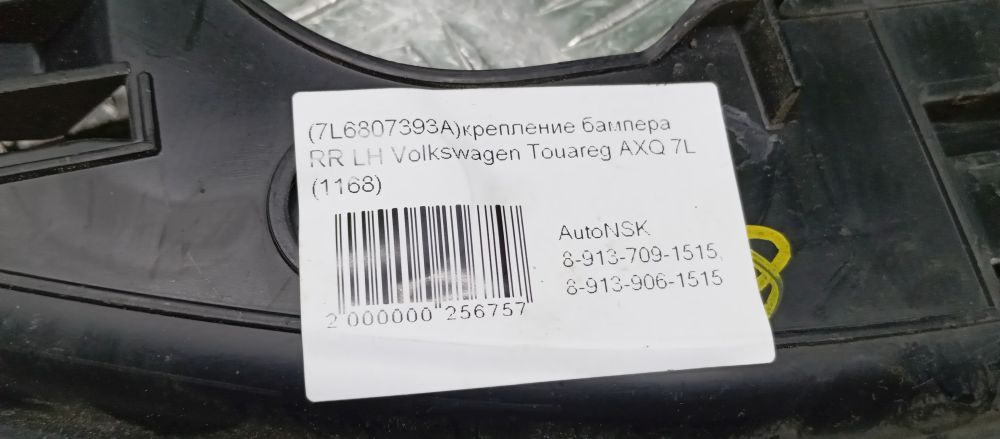 (7L6807393A)крепление бампера
RR LH Volkswagen Touareg AXQ 7L
(1168)
AutoNSK
8-913-709-1515,
8-913-906-1515
2 000000 256757